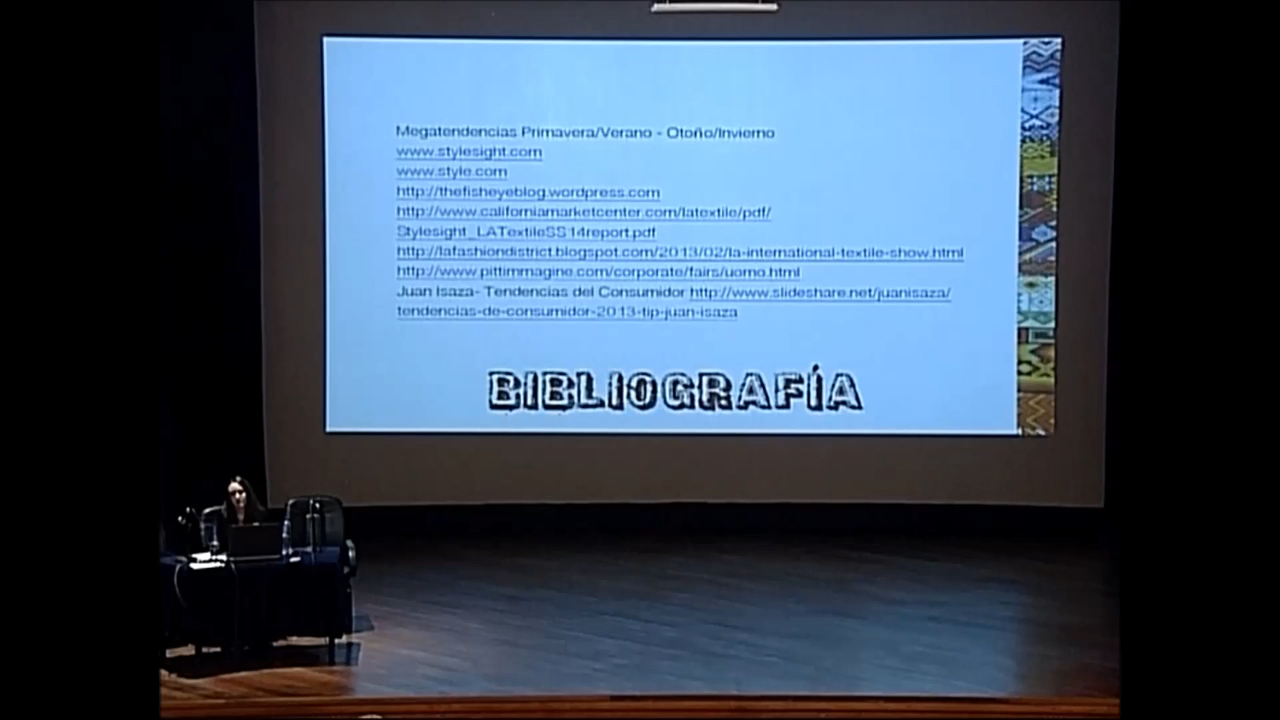 Megatendencias Primavera/Verano - Otoño/Invierno
www.stylesight.com
www.style.com
http://thefisheyeblog.wordpress.com
http://www.californiamarketcenter.com/latextile/pdf/
Stylesight_LATextileSS14report.pdf
http://lafashiondistrict.blogspot.com/2013/02/la-international-textile-show.html
http://www.pittimmagine.com/corporate/fairs/uomo.html
Juan Isaza- Tendencias del Consumidor http://www.slideshare.net/juanisaza/
tendencias-de-consumidor-2013-tip-juan-isaza
BIBLIOGRAFÍA